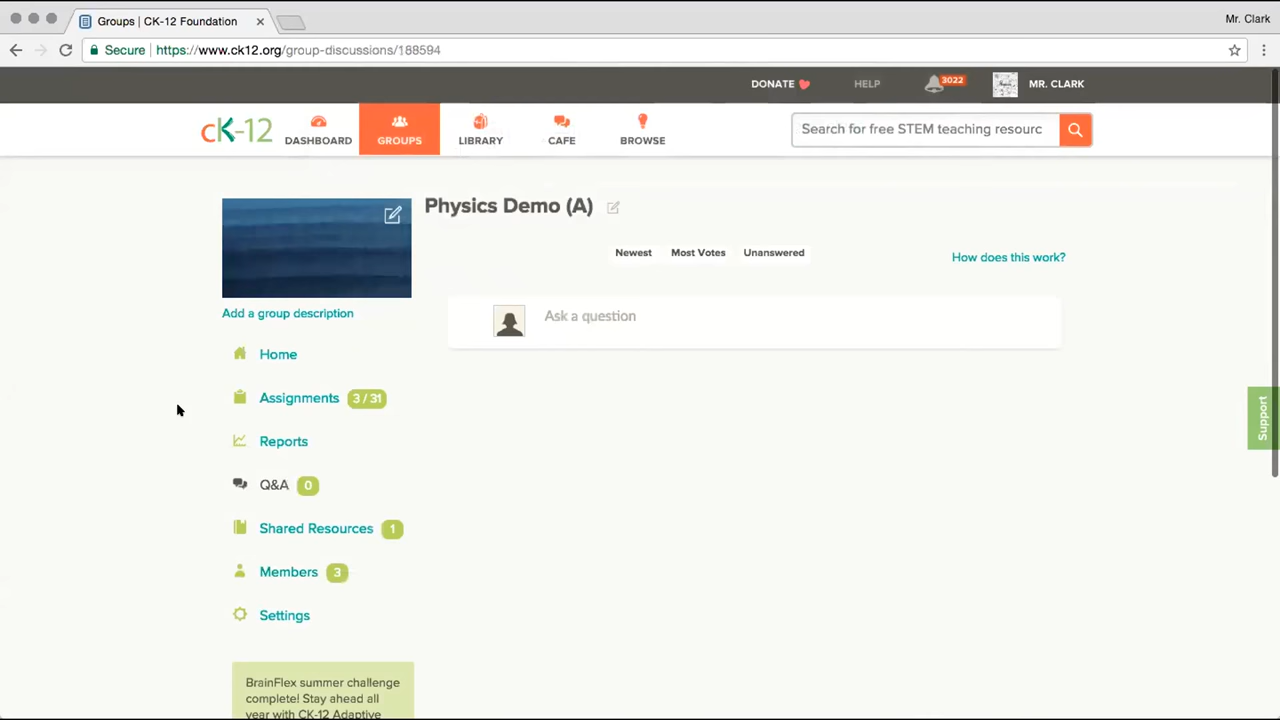 Groups | CK-12 Foundation
Mr. Clark
Secure https://www.ck12.org/group-discussions/188594
DONATE HELP 3022 MR. CLARK
cK-12 DASHBOARD GROUPS LIBRARY CAFE BROWSE
Search for free STEM teaching resourc
Physics Demo (A)
Newest Most Votes Unanswered
How does this work?
Ask a question
Add a group description
Home
Assignments 3 / 31
Reports
Q&A 0
Shared Resources 1
Members 3
Settings
BrainFlex summer challenge
complete! Stay ahead all
year with CK-12 Adaptive
Support